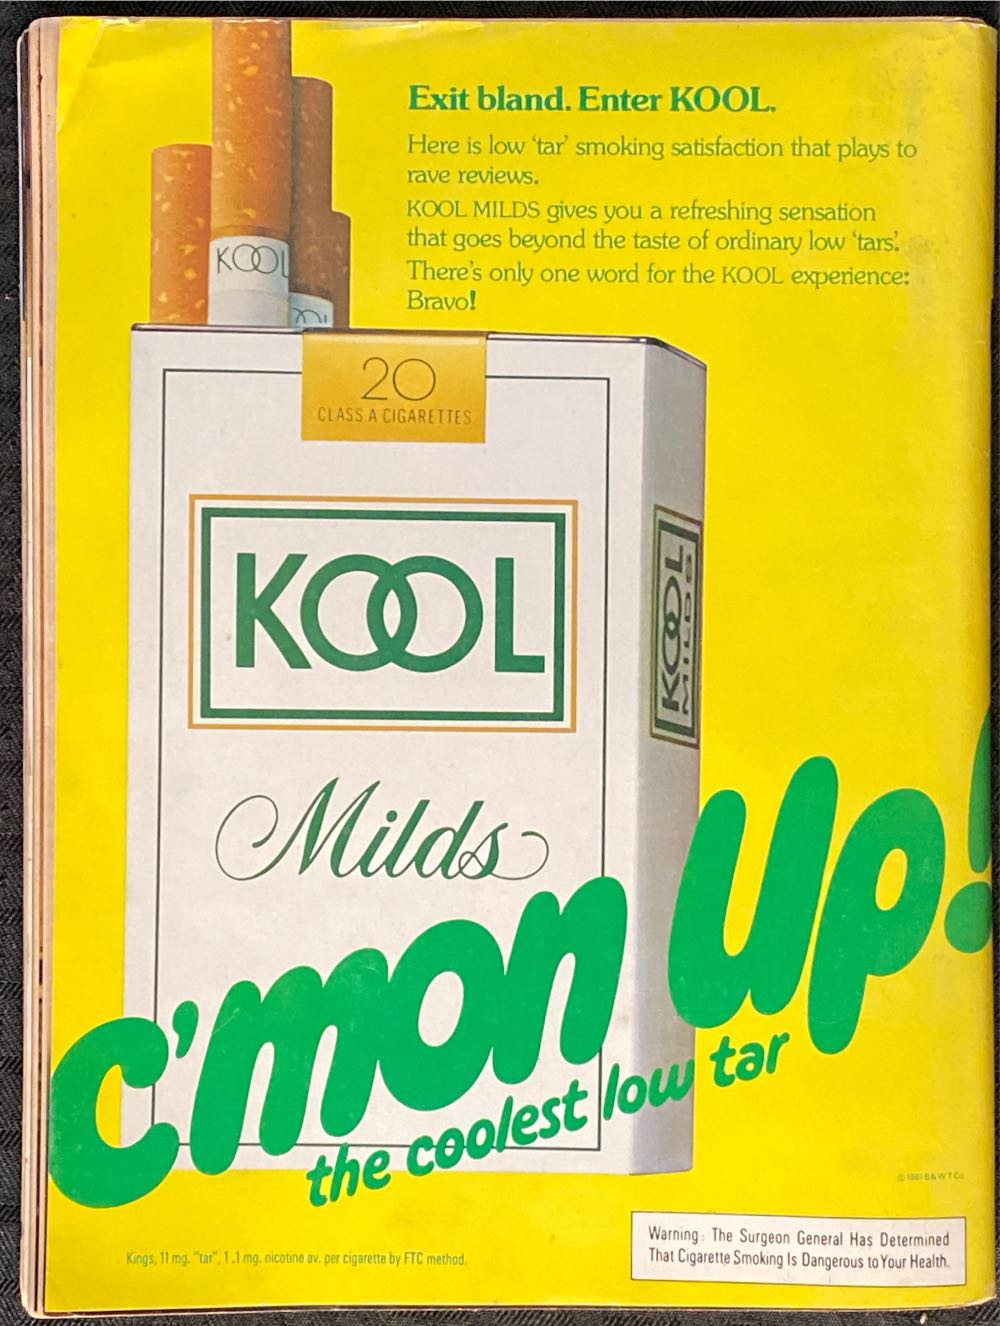 Exit bland. Enter KOOL.
Here is low 'tar' smoking satisfaction that plays to
rave reviews.
KOOL MILDS gives you a refreshing sensation
that goes beyond the taste of ordinary low 'tars'.
There's only one word for the KOOL experience:
Bravo!
KOOL
20
CLASS A CIGARETTES
KOOL
Milds
KOOL
MILDS
C'mon up!
the coolest low tar
© 1981 B & W T Co.
Warning: The Surgeon General Has Determined
That Cigarette Smoking Is Dangerous to Your Health.
Kings, 11 mg. "tar", 1.1 mg. nicotine av. per cigarette by FTC method.